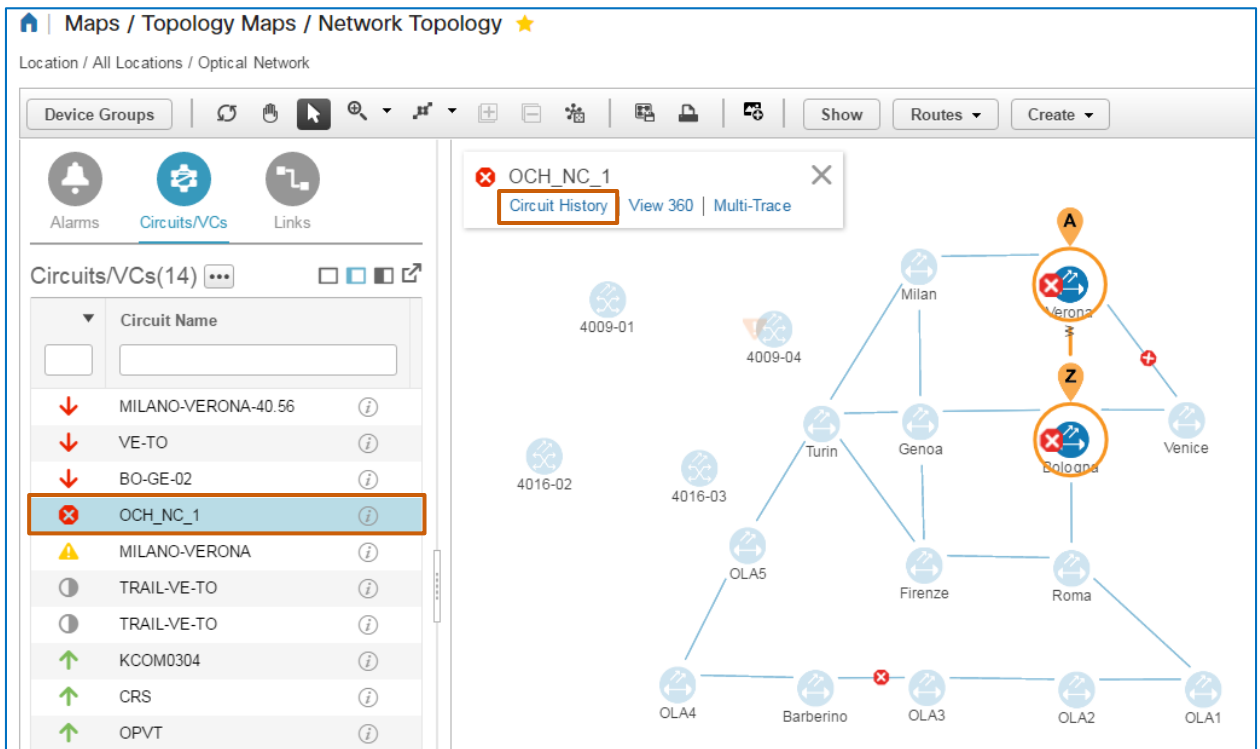 Maps / Topology Maps / Network Topology
Location / All Locations / Optical Network
Device Groups
Show
Routes
Create
Alarms
Circuits/VCs
Links
Circuits/VCs(14)
Circuit Name
MILANO-VERONA-40.56
VE-TO
BO-GE-02
OCH_NC_1
MILANO-VERONA
TRAIL-VE-TO
TRAIL-VE-TO
KCOM0304
CRS
OPVT
OCH_NC_1
Circuit History | View 360 | Multi-Trace
A
Milan
Verona
4009-01
4009-04
Z
Turin
Genoa
Bologna
Venice
4016-02
4016-03
OLA5
Firenze
Roma
OLA4
Barberino
OLA3
OLA2
OLA1